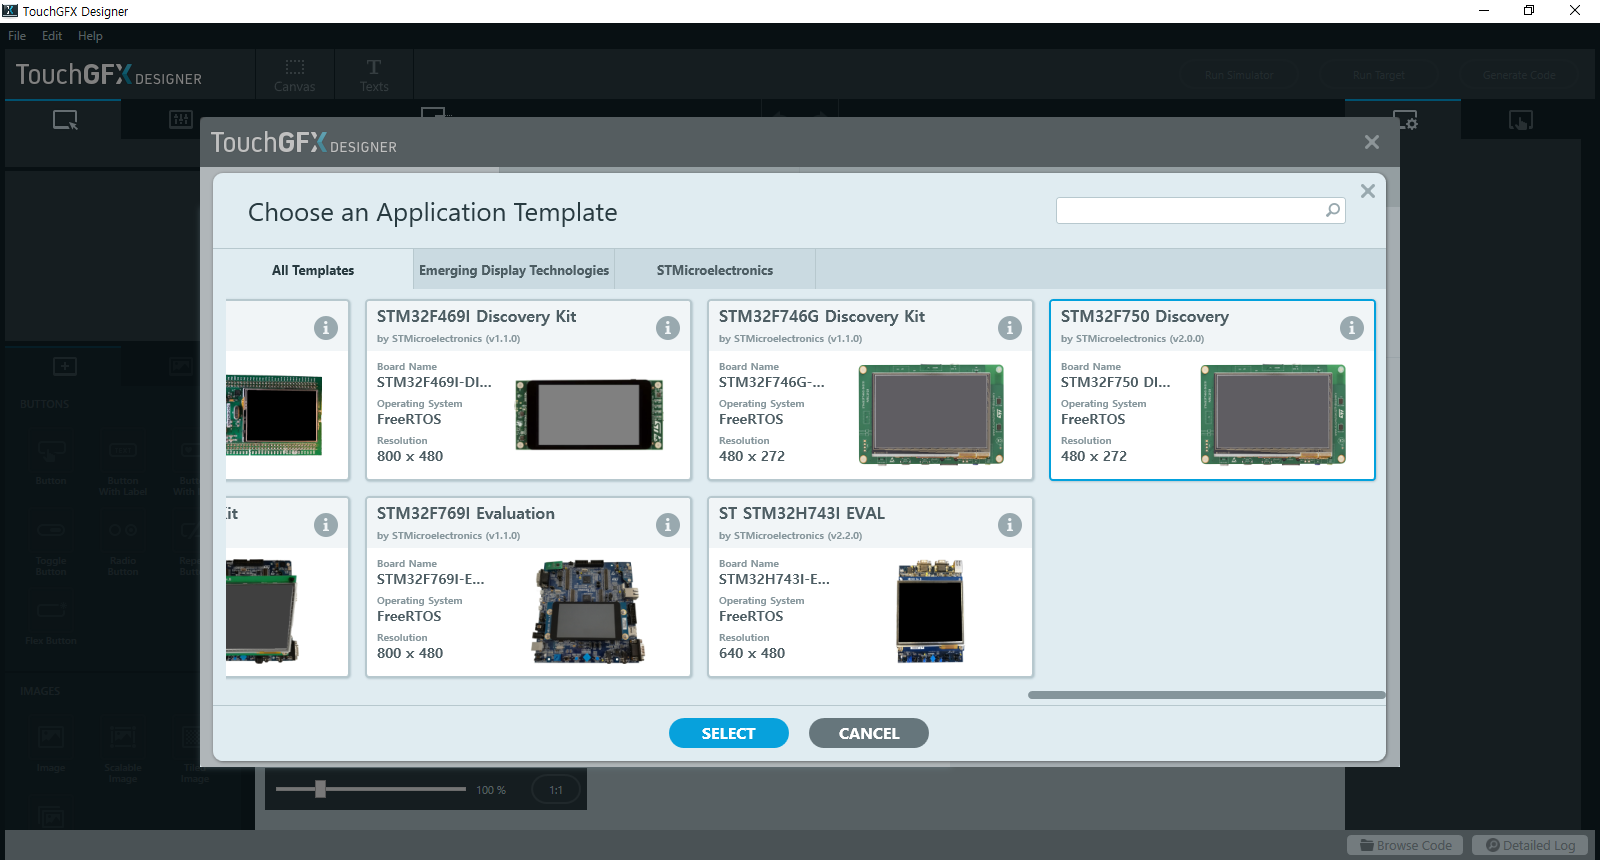 TouchGFX Designer
File Edit Help
TouchGFX DESIGNER
Canvas
Texts
Run Simulator
Run Target
Generate Code
TouchGFX DESIGNER
Choose an Application Template
All Templates
Emerging Display Technologies
STMicroelectronics
STM32F469I Discovery Kit
by STMicroelectronics (v1.1.0)
Board Name
STM32F469I-DI...
Operating System
FreeRTOS
Resolution
800 x 480
STM32F746G Discovery Kit
by STMicroelectronics (v1.1.0)
Board Name
STM32F746G-...
Operating System
FreeRTOS
Resolution
480 x 272
STM32F750 Discovery
by STMicroelectronics (v2.0.0)
Board Name
STM32F750 DI...
Operating System
FreeRTOS
Resolution
480 x 272
it
STM32F769I Evaluation
by STMicroelectronics (v1.1.0)
Board Name
STM32F769I-E...
Operating System
FreeRTOS
Resolution
800 x 480
ST STM32H743I EVAL
by STMicroelectronics (v2.2.0)
Board Name
STM32H743I-E...
Operating System
FreeRTOS
Resolution
640 x 480
SELECT
CANCEL
BUTTONS
Button
Button
With Label
Toggle
Button
Radio
Button
Flex Button
IMAGES
Image
Scalable
Image
Image
100 %
1:1
Browse Code
Detailed Log